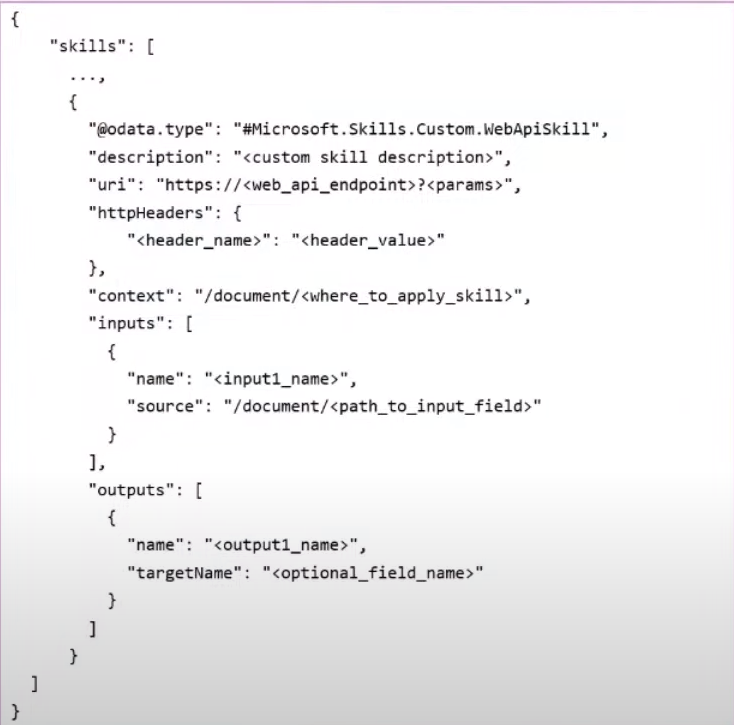 {
"skills": [
...,
{
"@odata.type": "#Microsoft.Skills.Custom.WebApiSkill",
"description": "<custom skill description>",
"uri": "https://<web_api_endpoint>?<params>",
"httpHeaders": {
"<header_name>": "<header_value>"
},
"context": "/document/<where_to_apply_skill>",
"inputs": [
{
"name": "<input1_name>",
"source": "/document/<path_to_input_field>"
}
],
"outputs": [
{
"name": "<output1_name>",
"targetName": "<optional_field_name>"
}
]
}
]
}